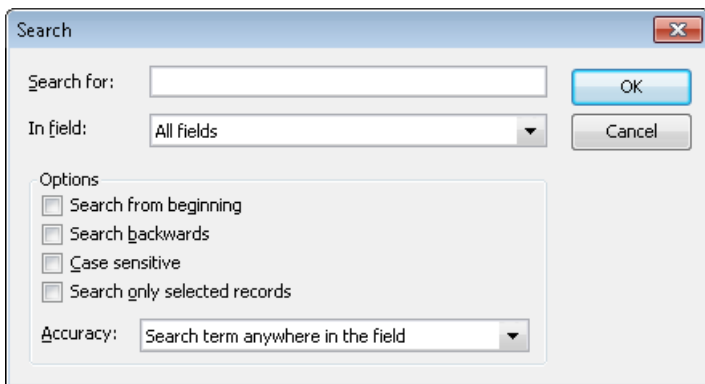 Search
Search for:
OK
In field:
All fields
Cancel
Options
Search from beginning
Search backwards
Case sensitive
Search only selected records
Accuracy:
Search term anywhere in the field